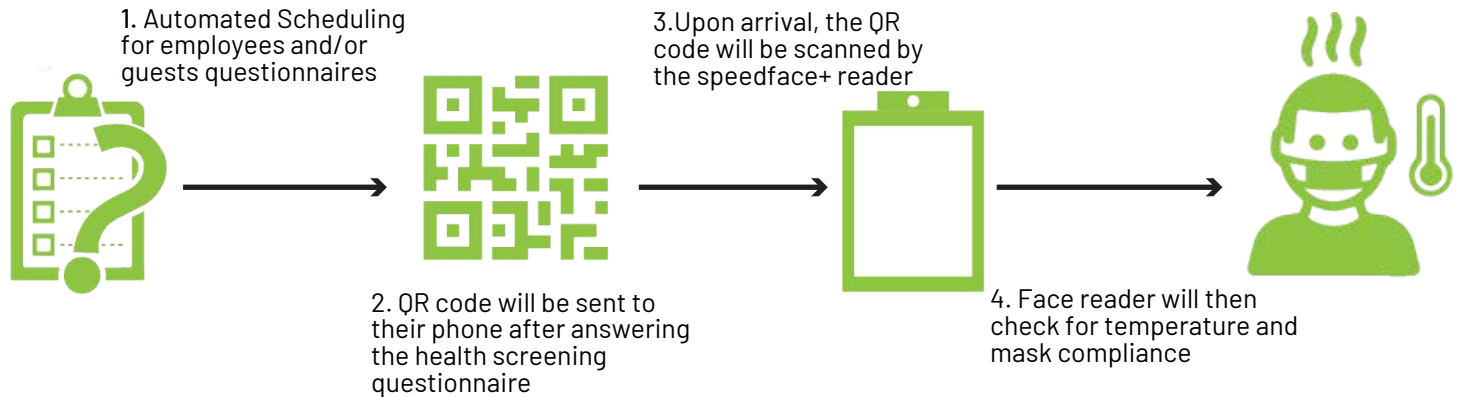 1. Automated Scheduling
for employees and/or
guests questionnaires
2. QR code will be sent to
their phone after answering
the health screening
questionnaire
3.Upon arrival, the QR
code will be scanned by
the speedface+ reader
4. Face reader will then
check for temperature and
mask compliance